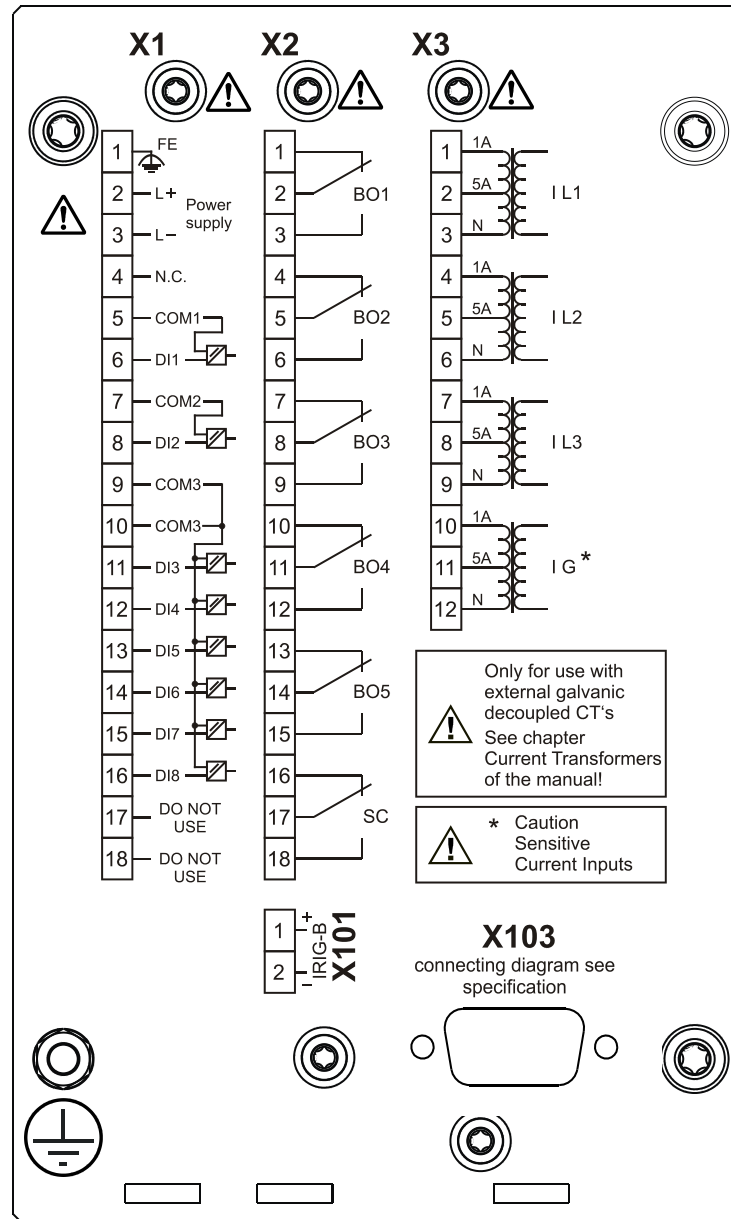 X1 X2 X3
1 FE
2 L+
Power supply
3 L−
4 N.C.
5 COM1
6 DI1
7 COM2
8 DI2
9 COM3
10 COM3
11 DI3
12 DI4
13 DI5
14 DI6
15 DI7
16 DI8
17 DO NOT USE
18 DO NOT USE
1
2 BO1
3
4
5 BO2
6
7
8 BO3
9
10
11 BO4
12
13
14 BO5
15
16
17 SC
18
1 1A
2 5A I L1
3 N
4 1A
5 5A I L2
6 N
7 1A
8 5A I L3
9 N
10 1A
11 5A I G*
12 N
Only for use with
external galvanic
decoupled CT‘s
See chapter
Current Transformers
of the manual!
* Caution
Sensitive
Current Inputs
1 +
2 −
IRIG-B
X101
X103
connecting diagram see
specification